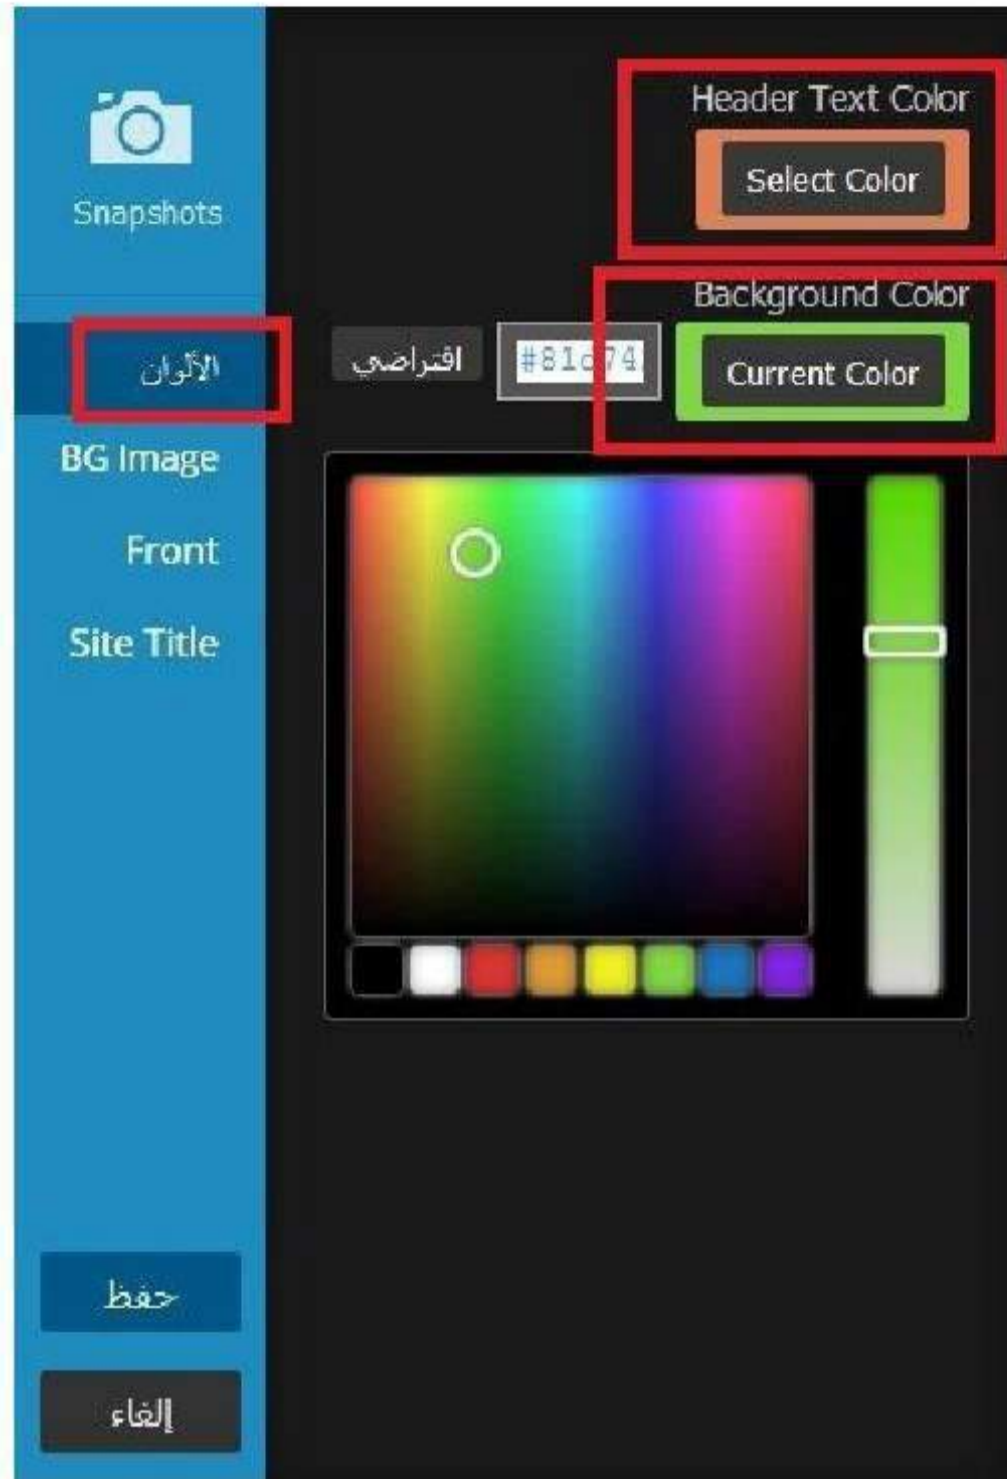 Snapshots
Header Text Color
Select Color
Background Color
الألوان
افتراضي
Current Color
BG Image
Front
Site Title
حفظ
إلغاء